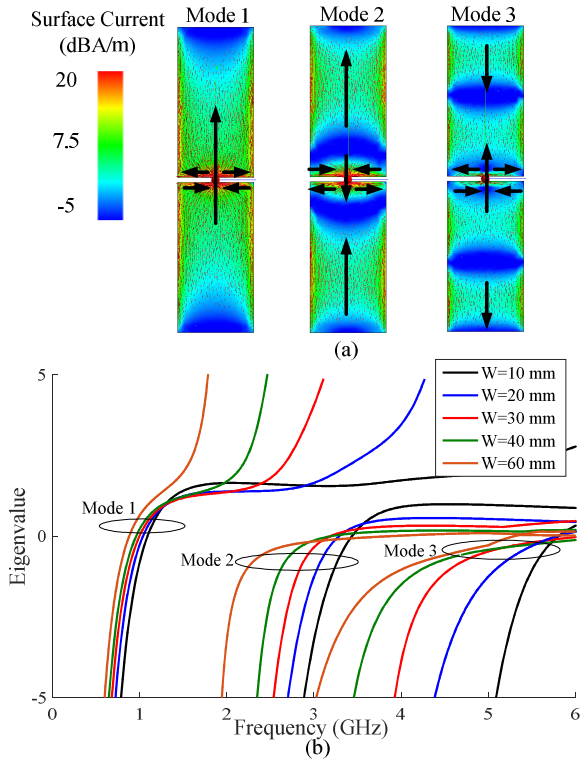 Surface Current
(dBA/m)
Mode 1
Mode 2
Mode 3
20
7.5
-5
(a)
5
W=10 mm
W=20 mm
W=30 mm
W=40 mm
W=60 mm
Mode 1
Mode 2
Mode 3
Eigenvalue
0
-5
0 1 2 3 4 5 6
Frequency (GHz)
(b)